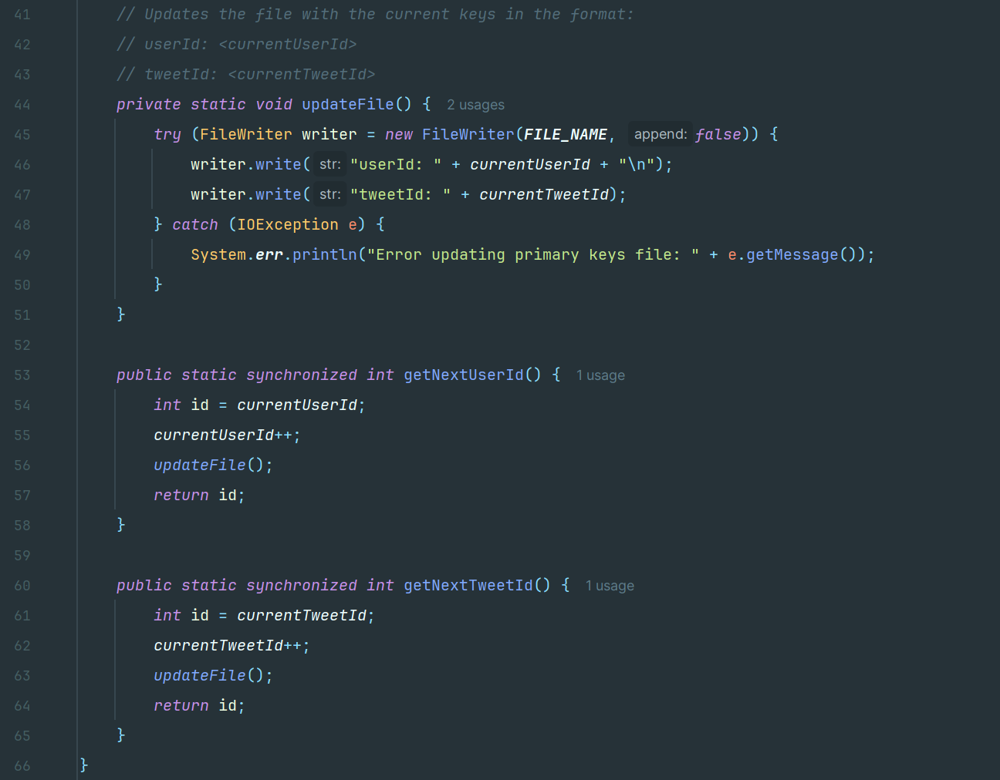 41 // Updates the file with the current keys in the format:
42 // userId: <currentUserId>
43 // tweetId: <currentTweetId>
44 private static void updateFile() { 2 usages
45 try (FileWriter writer = new FileWriter(FILE_NAME, append: false)) {
46 writer.write( str: "userId: " + currentUserId + "\n");
47 writer.write( str: "tweetId: " + currentTweetId);
48 } catch (IOException e) {
49 System.err.println("Error updating primary keys file: " + e.getMessage());
50 }
51 }
52
53 public static synchronized int getNextUserId() { 1 usage
54 int id = currentUserId;
55 currentUserId++;
56 updateFile();
57 return id;
58 }
59
60 public static synchronized int getNextTweetId() { 1 usage
61 int id = currentTweetId;
62 currentTweetId++;
63 updateFile();
64 return id;
65 }
66 }